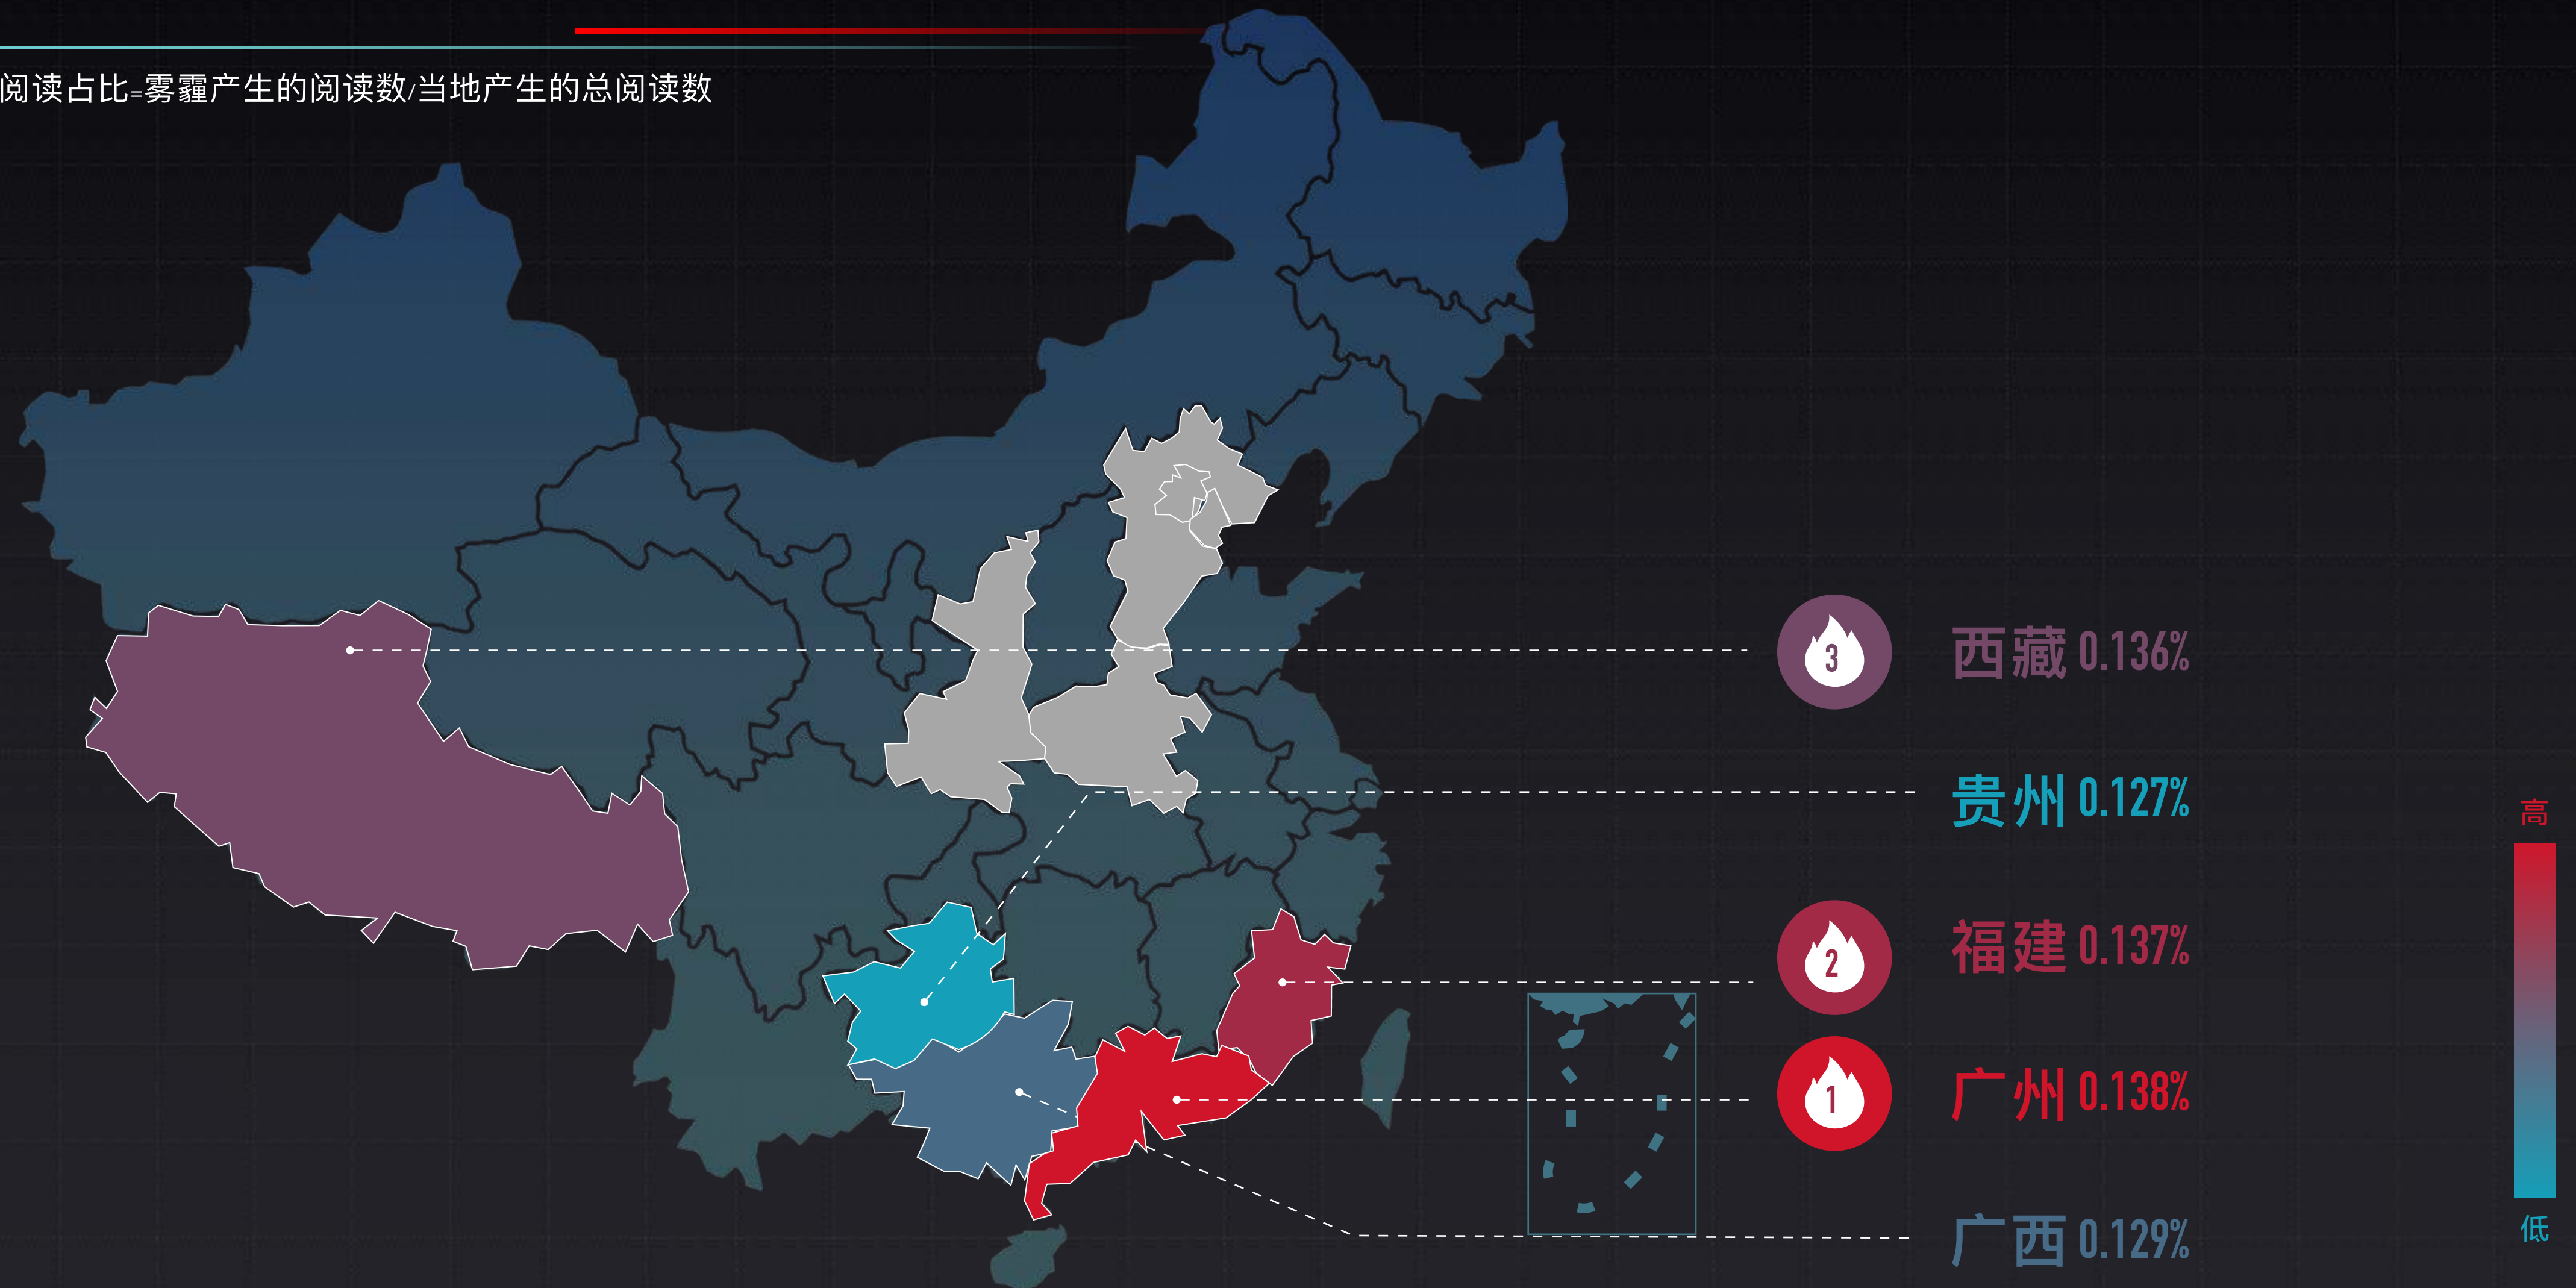 阅读占比=雾霾产生的阅读数/当地产生的总阅读数
3
西藏 0.136%
贵州 0.127%
2
福建 0.137%
1
广州 0.138%
广西 0.129%
高
低